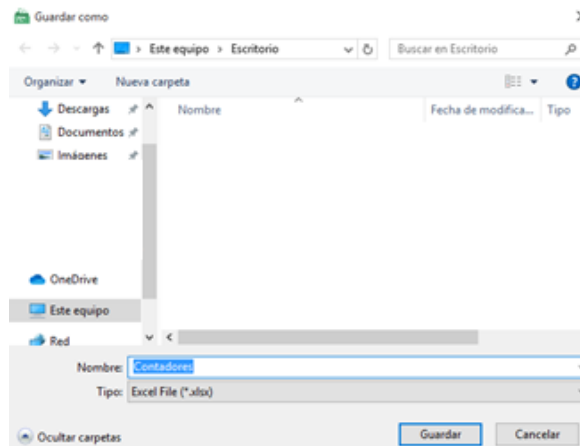 Guardar como
Este equipo > Escritorio
Buscar en Escritorio
Organizar
Nueva carpeta
Nombre
Fecha de modifica...
Tipo
Descargas
Documentos
Imágenes
OneDrive
Este equipo
Red
Nombre: Contadores
Tipo: Excel File (*.xlsx)
Ocultar carpetas
Guardar
Cancelar